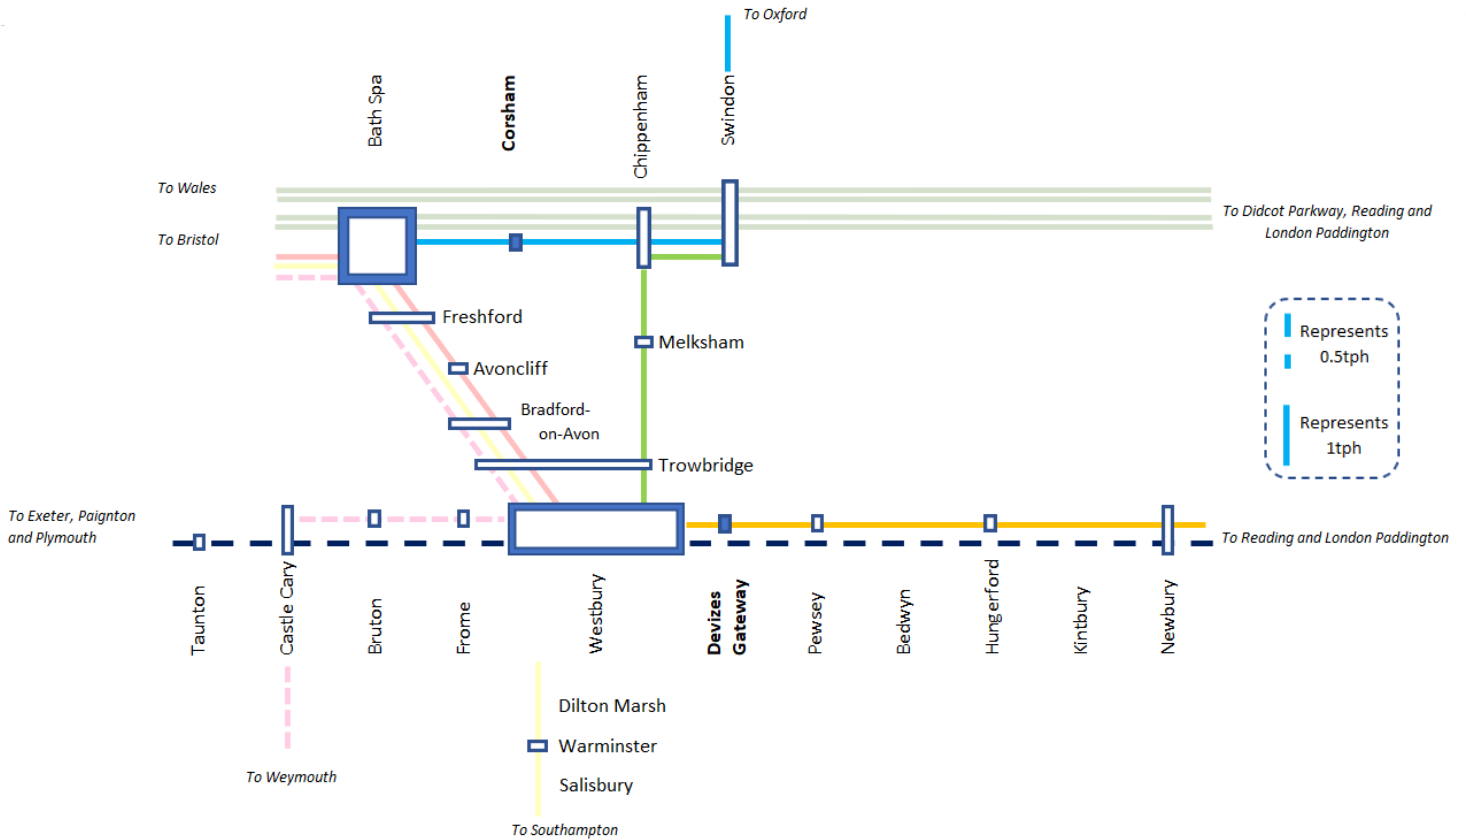 To Oxford
Bath Spa
Corsham
Chippenham
Swindon
To Wales
To Didcot Parkway, Reading and
London Paddington
To Bristol
Freshford
Melksham
Avoncliff
Bradford-
on-Avon
Trowbridge
Represents
0.5tph
Represents
1tph
To Exeter, Paignton
and Plymouth
To Reading and London Paddington
Taunton
Castle Cary
Bruton
Frome
Westbury
Devizes
Gateway
Pewsey
Bedwyn
Hungerford
Kintbury
Newbury
Dilton Marsh
Warminster
Salisbury
To Weymouth
To Southampton